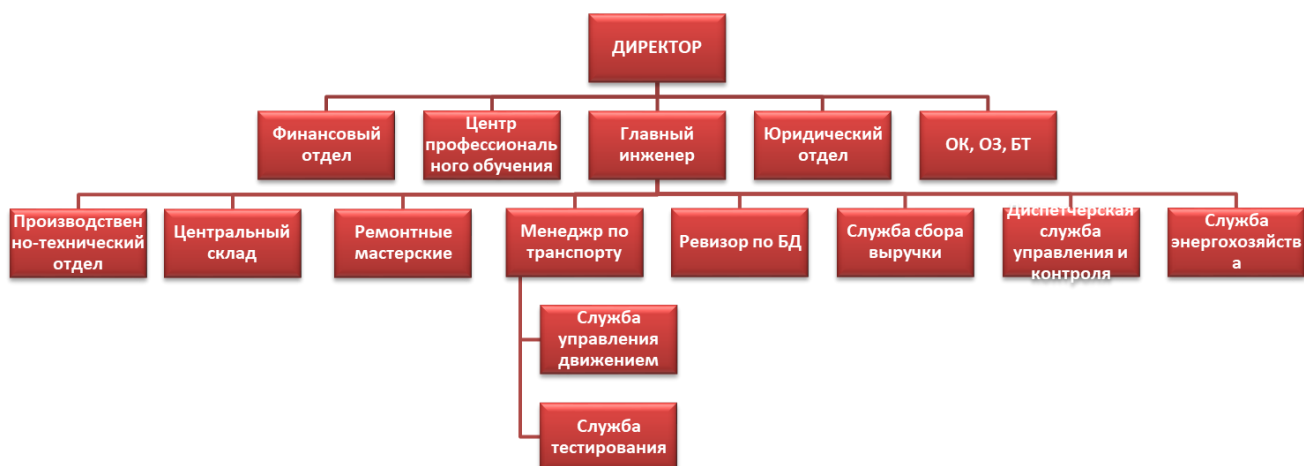 ДИРЕКТОР
Финансовый
отдел
Центр
профессиональ
ного обучения
Главный
инженер
Юридический
отдел
ОК, ОЗ, БТ
Производствен
но-технический
отдел
Центральный
склад
Ремонтные
мастерские
Менеджр по
транспорту
Ревизор по БД
Служба сбора
выручки
Диспетчерская
служба
управления и
контроля
Служба
энергохозяйств
а
Служба
управления
движением
Служба
тестирования